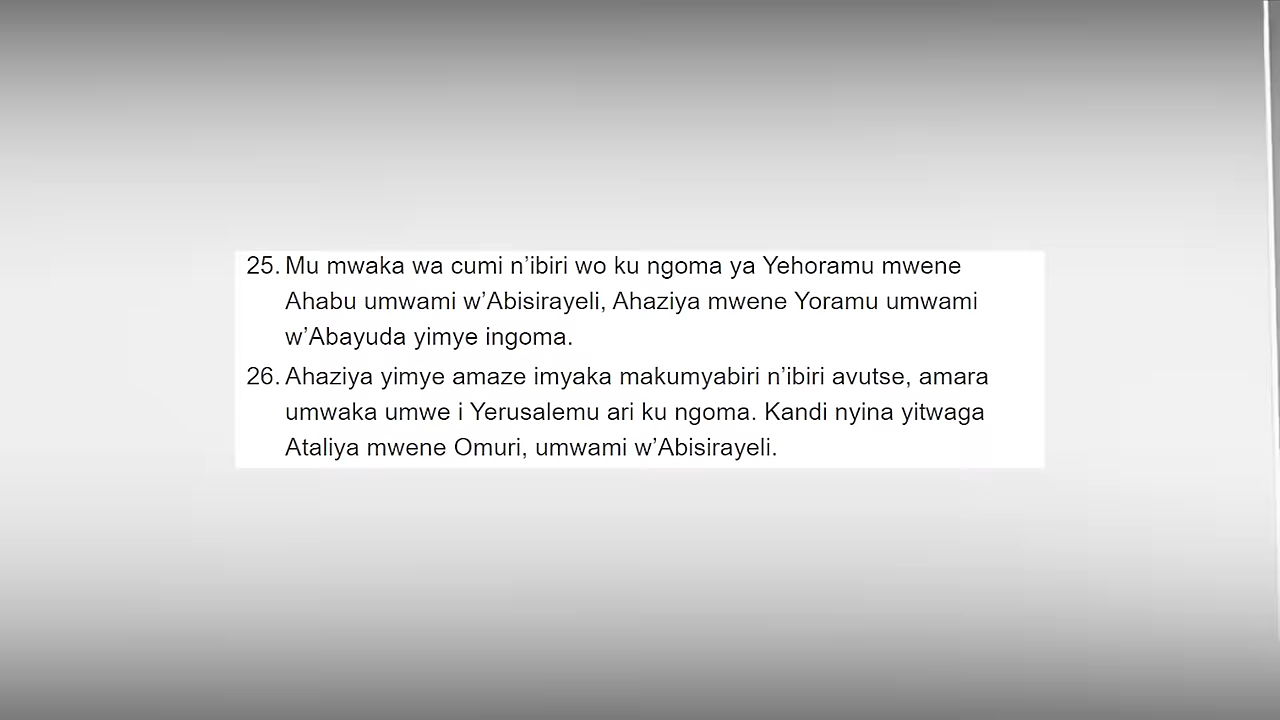 25. Mu mwaka wa cumi n’ibiri wo ku ngoma ya Yehoramu mwene
Ahabu umwami w’Abisirayeli, Ahaziya mwene Yoramu umwami
w’Abayuda yimye ingoma.
26. Ahaziya yimye amaze imyaka makumyabiri n’ibiri avutse, amara
umwaka umwe i Yerusalemu ari ku ngoma. Kandi nyina yitwaga
Ataliya mwene Omuri, umwami w’Abisirayeli.